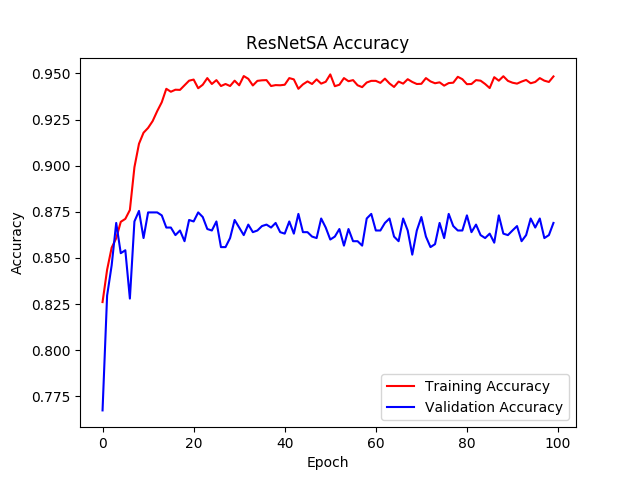 ResNetSA Accuracy
0.950
0.925
0.900
0.875
0.850
0.825
0.800
0.775
Accuracy
Training Accuracy
Validation Accuracy
0 20 40 60 80 100
Epoch